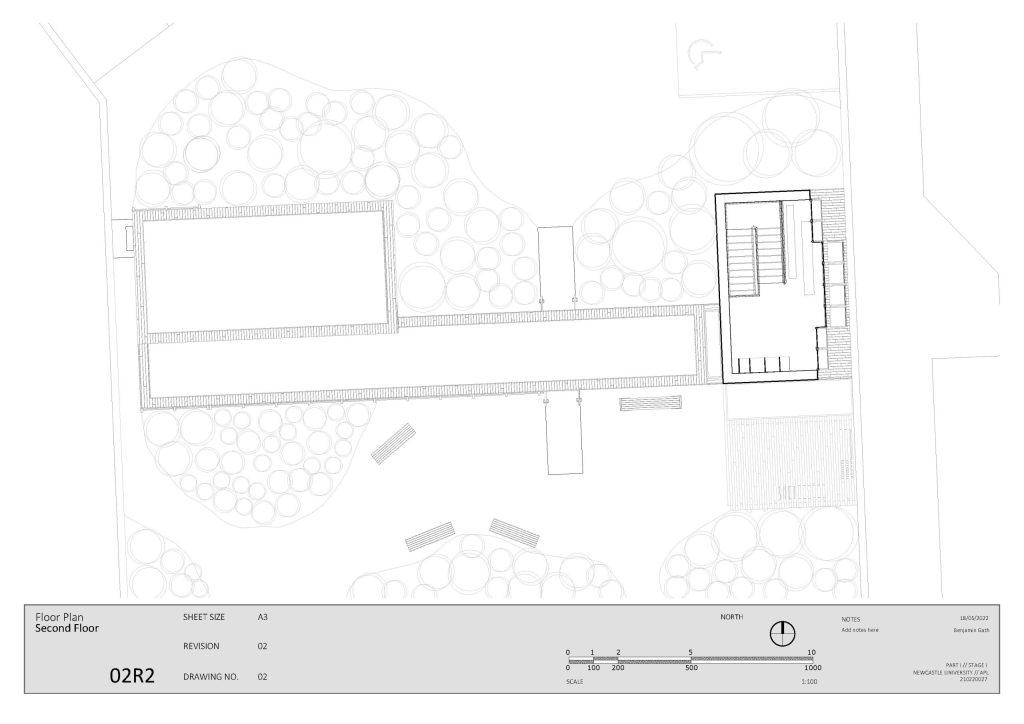 Floor Plan
Second Floor
02R2
SHEET SIZE A3
REVISION 02
DRAWING NO. 02
NORTH
0 1 2 5 10
0 100 200 500 1000
SCALE 1:100
NOTES
Add notes here
18/05/2022
Benjamin Gath
PART I // STAGE I
NEWCASTLE UNIVERSITY // APL
210220027